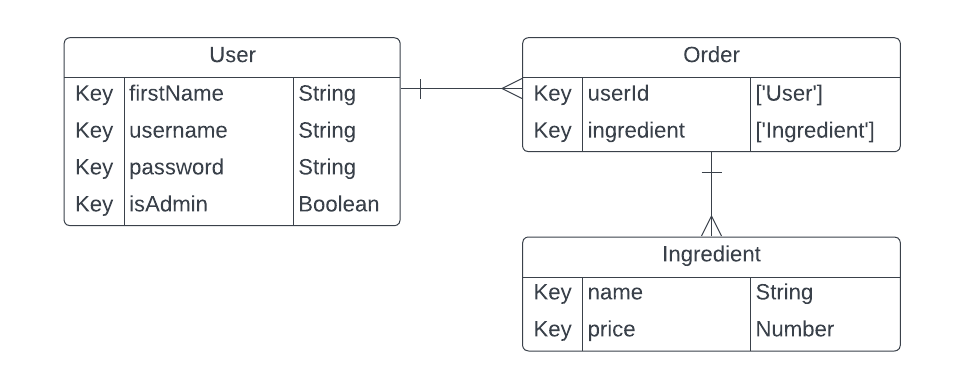 User
Key firstName String
Key username String
Key password String
Key isAdmin Boolean
Order
Key userId ['User']
Key ingredient ['Ingredient']
Ingredient
Key name String
Key price Number